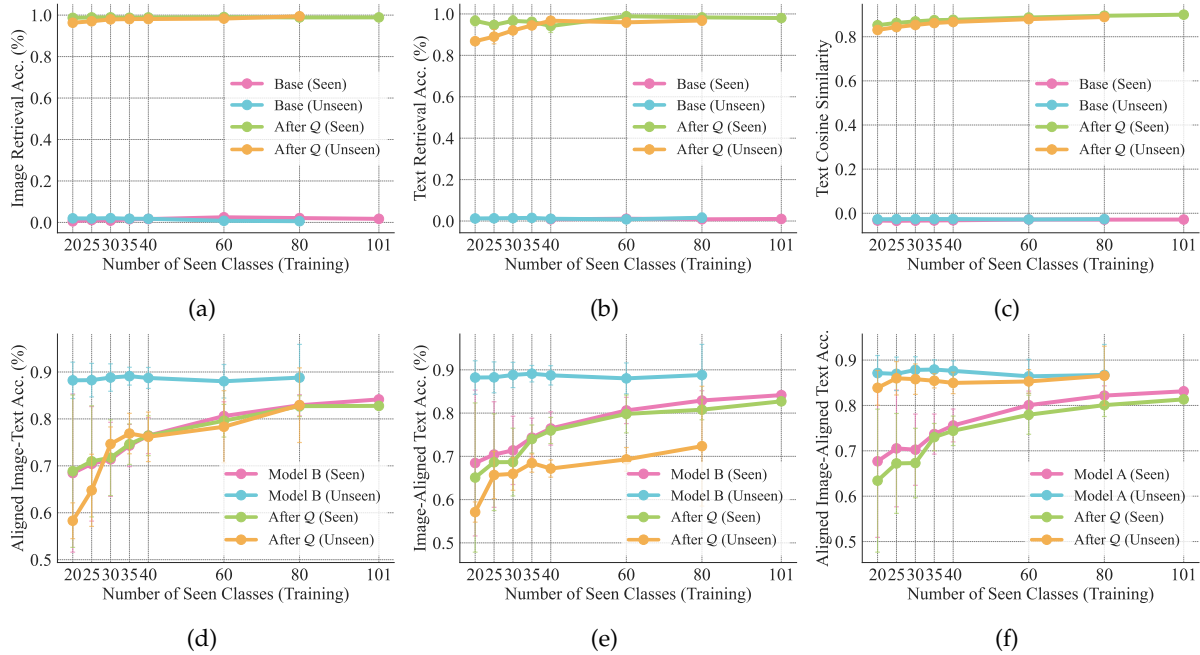 Image Retrieval Acc. (%)
1.0
0.8
0.6
0.4
0.2
0.0
Base (Seen)
Base (Unseen)
After Q (Seen)
After Q (Unseen)
20 25 30 35 40 60 80 101
Number of Seen Classes (Training)
(a)
Text Retrieval Acc. (%)
1.0
0.8
0.6
0.4
0.2
0.0
Base (Seen)
Base (Unseen)
After Q (Seen)
After Q (Unseen)
20 25 30 35 40 60 80 101
Number of Seen Classes (Training)
(b)
Text Cosine Similarity
0.8
0.6
0.4
0.2
0.0
Base (Seen)
Base (Unseen)
After Q (Seen)
After Q (Unseen)
20 25 30 35 40 60 80 101
Number of Seen Classes (Training)
(c)
Aligned Image-Text Acc. (%)
0.9
0.8
0.7
0.6
0.5
Model B (Seen)
Model B (Unseen)
After Q (Seen)
After Q (Unseen)
20 25 30 35 40 60 80 101
Number of Seen Classes (Training)
(d)
Image-Aligned Text Acc. (%)
0.9
0.8
0.7
0.6
0.5
Model B (Seen)
Model B (Unseen)
After Q (Seen)
After Q (Unseen)
20 25 30 35 40 60 80 101
Number of Seen Classes (Training)
(e)
Aligned Image-Aligned Text Acc.
0.9
0.8
0.7
0.6
0.5
Model A (Seen)
Model A (Unseen)
After Q (Seen)
After Q (Unseen)
20 25 30 35 40 60 80 101
Number of Seen Classes (Training)
(f)